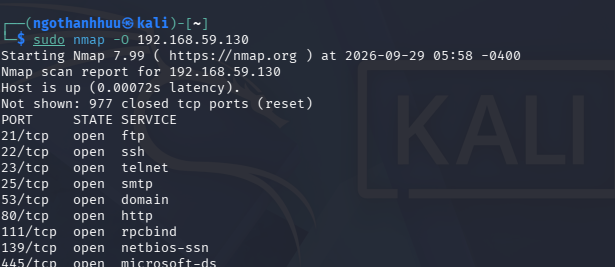 ┌──(ngothanhhuu㉿kali)-[~]
└─$ sudo nmap -O 192.168.59.130
Starting Nmap 7.99 ( https://nmap.org ) at 2026-09-29 05:58 -0400
Nmap scan report for 192.168.59.130
Host is up (0.00072s latency).
Not shown: 977 closed tcp ports (reset)
PORT     STATE SERVICE
21/tcp   open  ftp
22/tcp   open  ssh
23/tcp   open  telnet
25/tcp   open  smtp
53/tcp   open  domain
80/tcp   open  http
111/tcp  open  rpcbind
139/tcp  open  netbios-ssn
445/tcp  open  microsoft-ds
KALI